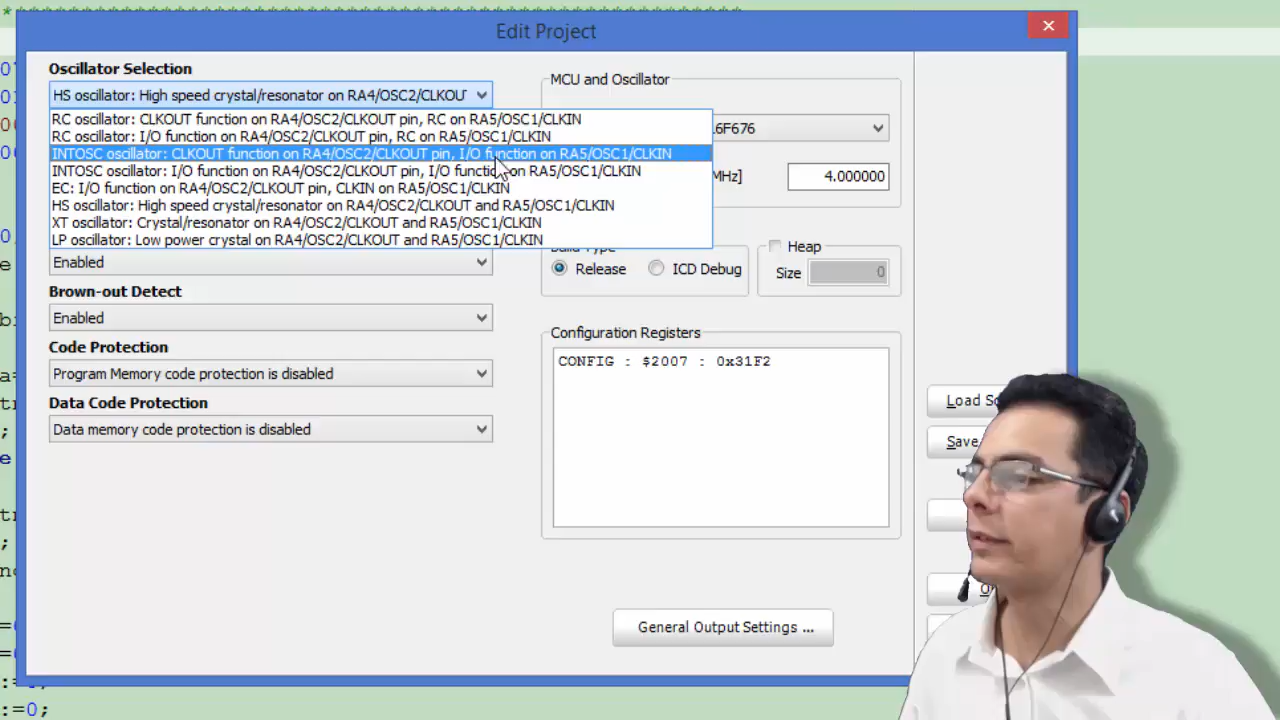 Edit Project
Oscillator Selection
HS oscillator: High speed crystal/resonator on RA4/OSC2/CLKOUT
RC oscillator: CLKOUT function on RA4/OSC2/CLKOUT pin, RC on RA5/OSC1/CLKIN
RC oscillator: I/O function on RA4/OSC2/CLKOUT pin, RC on RA5/OSC1/CLKIN
INTOSC oscillator: CLKOUT function on RA4/OSC2/CLKOUT pin, I/O function on RA5/OSC1/CLKIN
INTOSC oscillator: I/O function on RA4/OSC2/CLKOUT pin, I/O function on RA5/OSC1/CLKIN
EC: I/O function on RA4/OSC2/CLKOUT pin, CLKIN on RA5/OSC1/CLKIN
HS oscillator: High speed crystal/resonator on RA4/OSC2/CLKOUT and RA5/OSC1/CLKIN
XT oscillator: Crystal/resonator on RA4/OSC2/CLKOUT and RA5/OSC1/CLKIN
LP oscillator: Low power crystal on RA4/OSC2/CLKOUT and RA5/OSC1/CLKIN
Enabled
Brown-out Detect
Enabled
Code Protection
Program Memory code protection is disabled
Data Code Protection
Data memory code protection is disabled
MCU and Oscillator
6F676
MHz]
4.000000
Build Type
Release
ICD Debug
Heap
Size
0
Configuration Registers
CONFIG : $2007 : 0x31F2
Load
Save
General Output Settings ...
:=0;